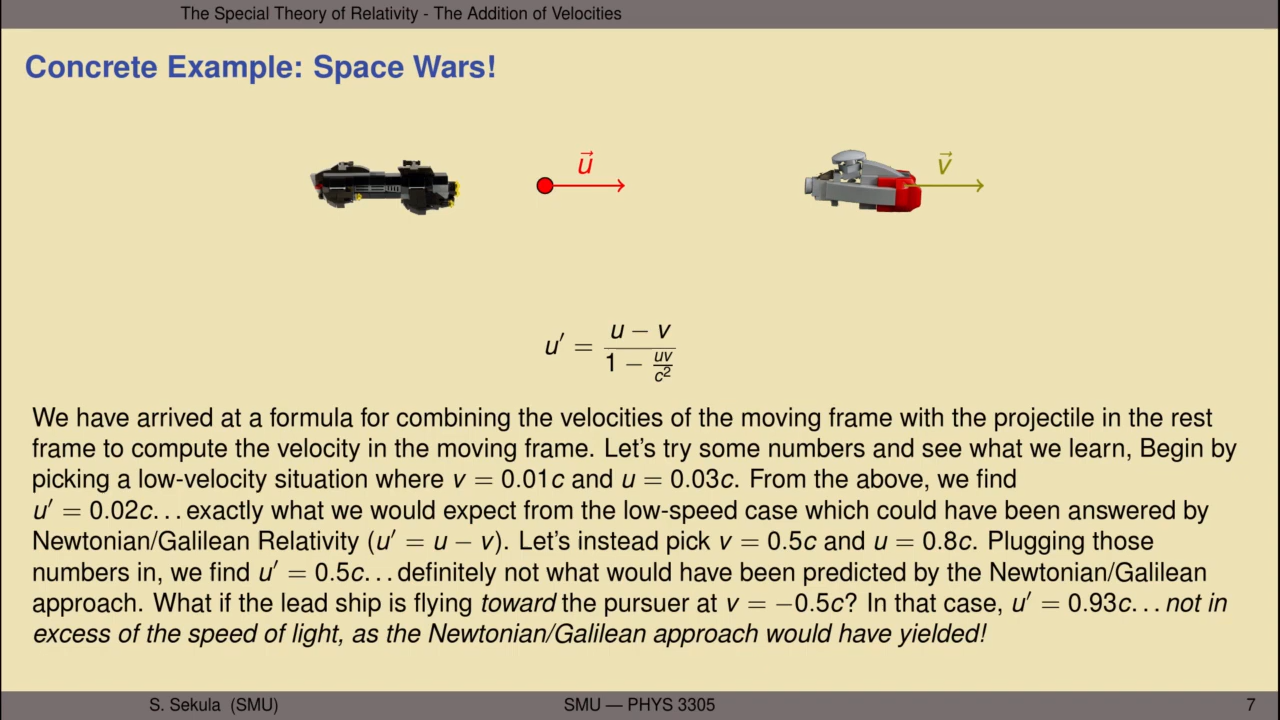 The Special Theory of Relativity - The Addition of Velocities
Concrete Example: Space Wars!
u⃗
v⃗
u′ = (u − v) / (1 − uv/c²)
We have arrived at a formula for combining the velocities of the moving frame with the projectile in the rest
frame to compute the velocity in the moving frame. Let's try some numbers and see what we learn, Begin by
picking a low-velocity situation where v = 0.01c and u = 0.03c. From the above, we find
u′ = 0.02c. . . exactly what we would expect from the low-speed case which could have been answered by
Newtonian/Galilean Relativity (u′ = u − v). Let's instead pick v = 0.5c and u = 0.8c. Plugging those
numbers in, we find u′ = 0.5c. . . definitely not what would have been predicted by the Newtonian/Galilean
approach. What if the lead ship is flying toward the pursuer at v = −0.5c? In that case, u′ = 0.93c. . . not in
excess of the speed of light, as the Newtonian/Galilean approach would have yielded!
S. Sekula (SMU)
SMU — PHYS 3305
7